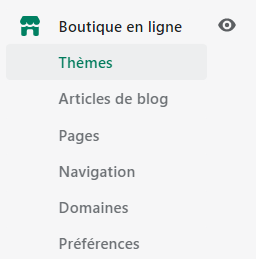 Boutique en ligne
Thèmes
Articles de blog
Pages
Navigation
Domaines
Préférences